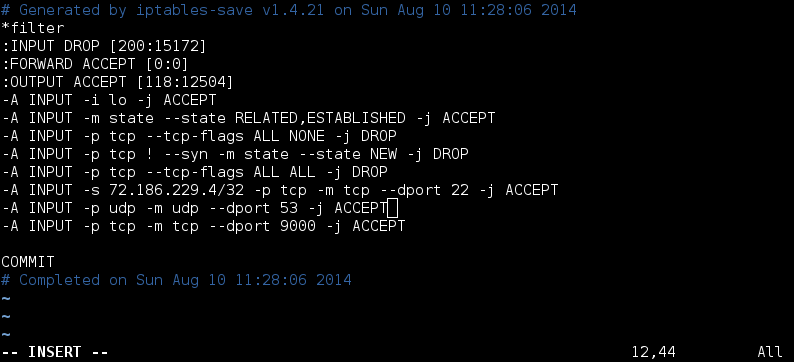 # Generated by iptables-save v1.4.21 on Sun Aug 10 11:28:06 2014
*filter
:INPUT DROP [200:15172]
:FORWARD ACCEPT [0:0]
:OUTPUT ACCEPT [118:12504]
-A INPUT -i lo -j ACCEPT
-A INPUT -m state --state RELATED,ESTABLISHED -j ACCEPT
-A INPUT -p tcp --tcp-flags ALL NONE -j DROP
-A INPUT -p tcp ! --syn -m state --state NEW -j DROP
-A INPUT -p tcp --tcp-flags ALL ALL -j DROP
-A INPUT -s 72.186.229.4/32 -p tcp -m tcp --dport 22 -j ACCEPT
-A INPUT -p udp -m udp --dport 53 -j ACCEPT
-A INPUT -p tcp -m tcp --dport 9000 -j ACCEPT
COMMIT
# Completed on Sun Aug 10 11:28:06 2014
~
~
~
-- INSERT -- 12,44 All